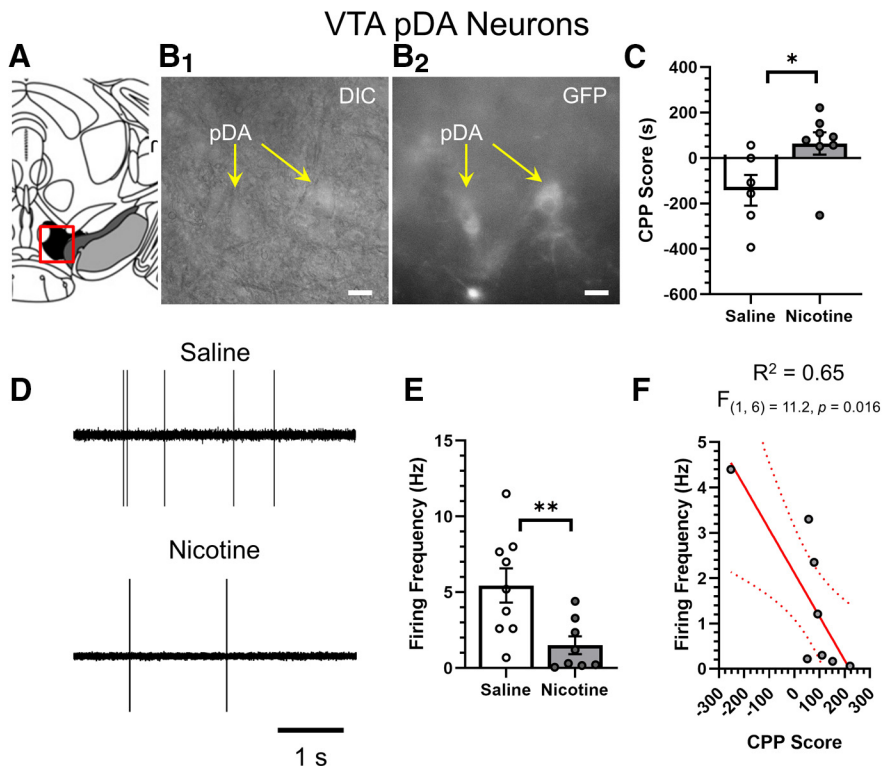 VTA pDA Neurons
A
B1
DIC
pDA
B2
GFP
pDA
C
CPP Score (s)
400
200
0
-200
-400
-600
*
Saline
Nicotine
D
Saline
Nicotine
1 s
E
Firing Frequency (Hz)
15
10
5
0
**
Saline
Nicotine
F
R² = 0.65
F(1, 6) = 11.2, p = 0.016
Firing Frequency (Hz)
5
4
3
2
1
0
-300
-200
-100
0
100
200
300
CPP Score